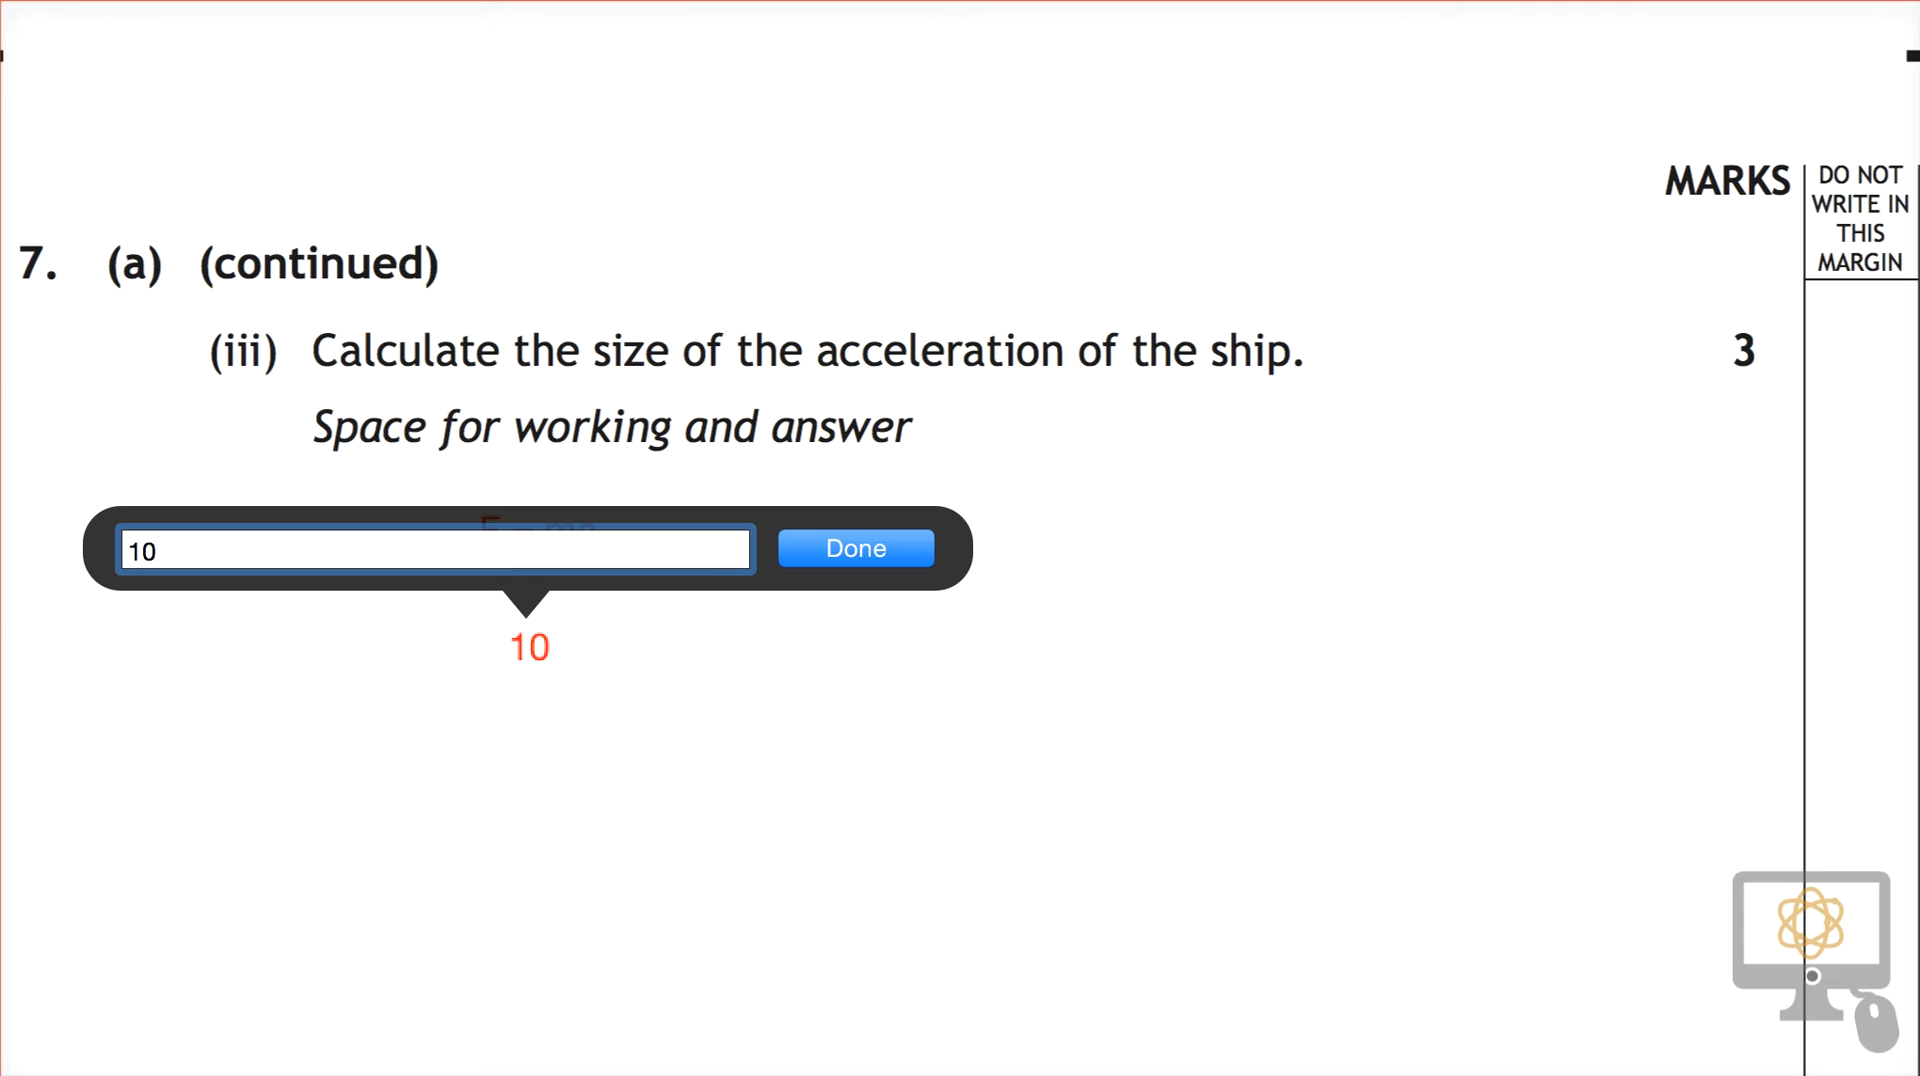 MARKS
DO NOT
WRITE IN
THIS
MARGIN
7. (a) (continued)
(iii) Calculate the size of the acceleration of the ship. 3
Space for working and answer
10 Done
10